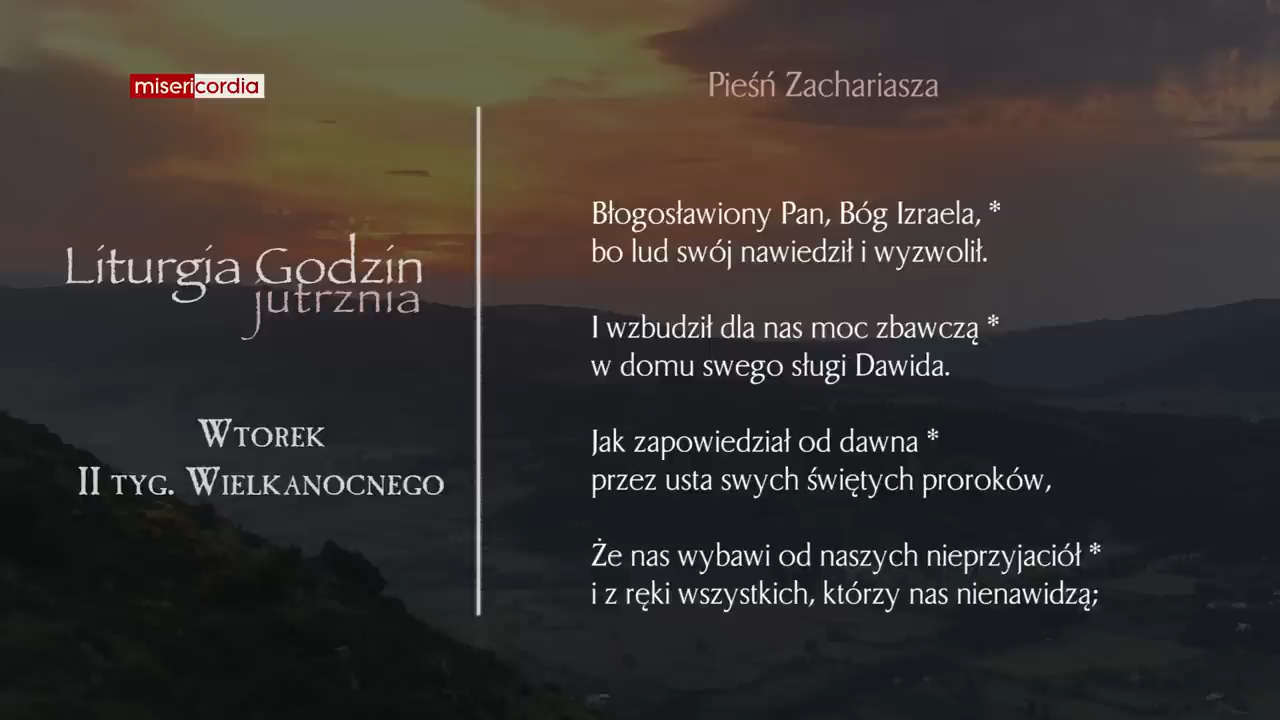 misericordia
Liturgia Godzin
jutrznia
Wtorek
II tyg. Wielkanocnego
Pieśń Zachariasza
Błogosławiony Pan, Bóg Izraela, *
bo lud swój nawiedził i wyzwolił.
I wzbudził dla nas moc zbawczą *
w domu swego sługi Dawida.
Jak zapowiedział od dawna *
przez usta swych świętych proroków,
Że nas wybawi od naszych nieprzyjaciół *
i z ręki wszystkich, którzy nas nienawidzą;